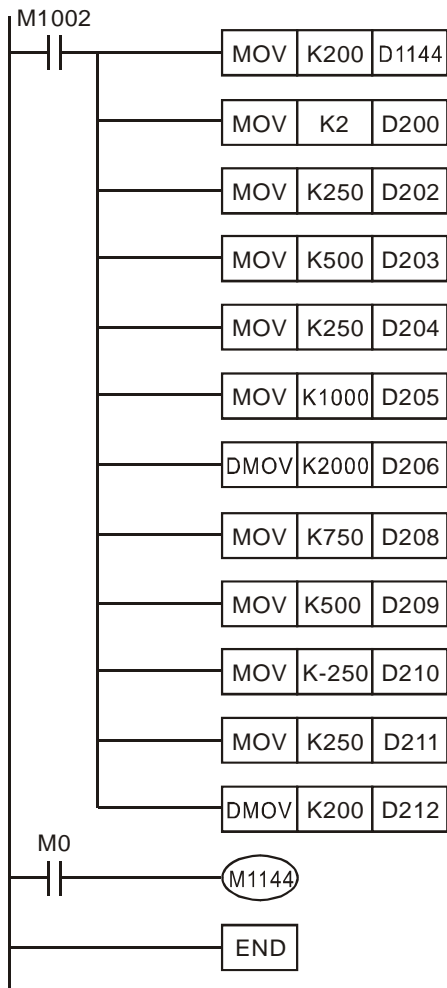 M1002
MOV K200 D1144
MOV K2 D200
MOV K250 D202
MOV K500 D203
MOV K250 D204
MOV K1000 D205
DMOV K2000 D206
MOV K750 D208
MOV K500 D209
MOV K-250 D210
MOV K250 D211
DMOV K200 D212
M0
M1144
END